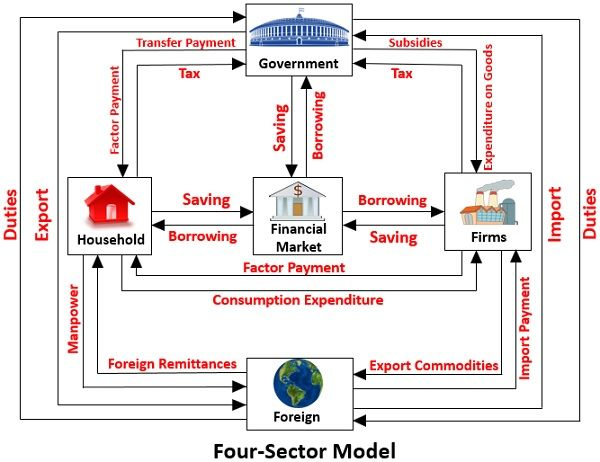 Transfer Payment
Subsidies
Government
Tax
Tax
Factor Payment
Expenditure on Goods
Saving
Borrowing
Duties
Export
Import
Duties
Saving
Borrowing
$
Household
Borrowing
Financial
Market
Saving
Firms
Factor Payment
Consumption Expenditure
Manpower
Import Payment
Foreign Remittances
Export Commodities
Foreign
Four-Sector Model